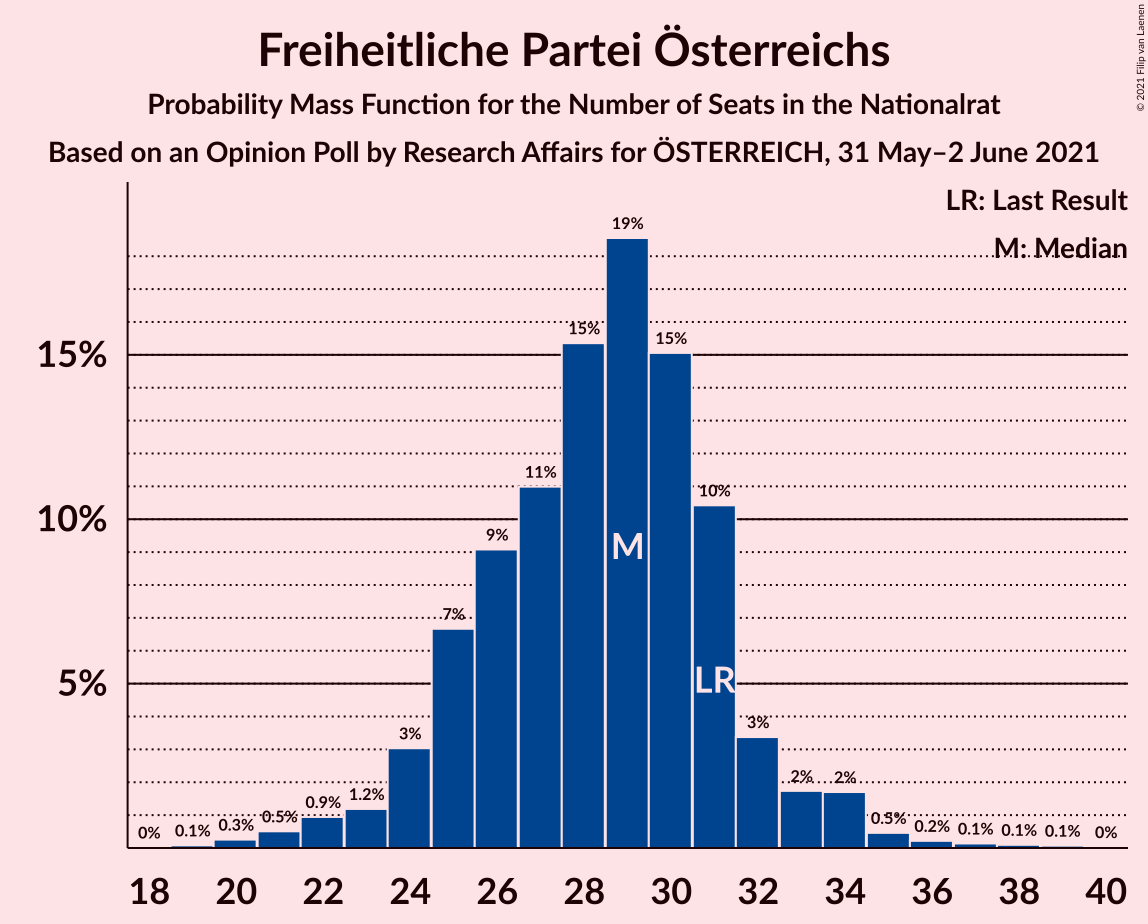 Freiheitliche Partei Österreichs
Probability Mass Function for the Number of Seats in the Nationalrat
Based on an Opinion Poll by Research Affairs for ÖSTERREICH, 31 May–2 June 2021
© 2021 Filip van Laenen
LR: Last Result
M: Median
15%
10%
5%
0%
0.1%
0.3%
0.5%
0.9%
1.2%
3%
7%
9%
11%
15%
19%
15%
10%
3%
2%
2%
0.5%
0.2%
0.1%
0.1%
0.1%
0%
M
LR
18 20 22 24 26 28 30 32 34 36 38 40